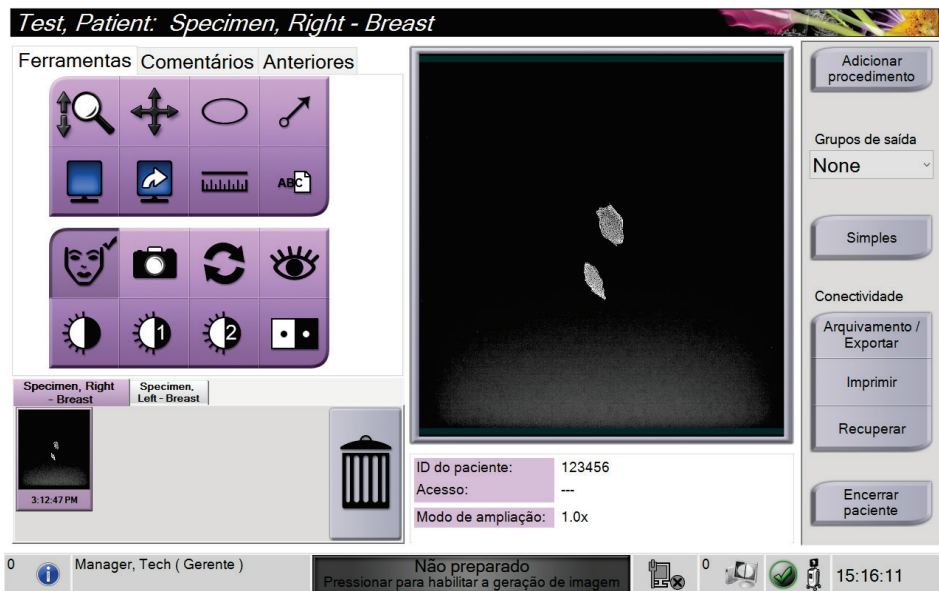 Test, Patient:  Specimen, Right - Breast
Ferramentas Comentários Anteriores
ABC
1
2
Specimen, Right
- Breast
Specimen,
Left - Breast
3:12:47 PM
ID do paciente: 123456
Acesso: ---
Modo de ampliação: 1.0x
Adicionar
procedimento
Grupos de saída
None
Simples
Conectividade
Arquivamento /
Exportar
Imprimir
Recuperar
Encerrar
paciente
0
Manager, Tech ( Gerente )
Não preparado
Pressionar para habilitar a geração de imagem
0
15:16:11